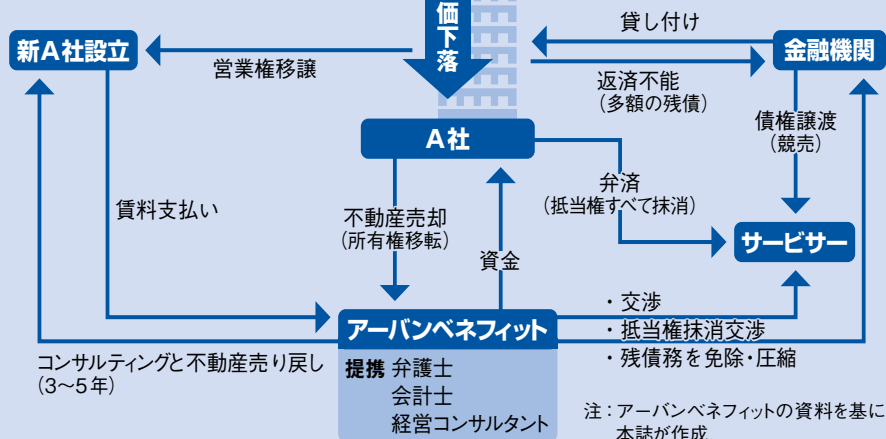 価下落
貸し付け
新A社設立
金融機関
営業権移譲
返済不能
(多額の残債)
債権譲渡
(競売)
A社
弁済
(抵当権すべて抹消)
賃料支払い
不動産売却
(所有権移転)
資金
サービサー
アーバンベネフィット
・交渉
・抵当権抹消交渉
・残債務を免除・圧縮
コンサルティングと不動産売り戻し
(3〜5年)
提携 弁護士
会計士
経営コンサルタント
注：アーバンベネフィットの資料を基に
本誌が作成